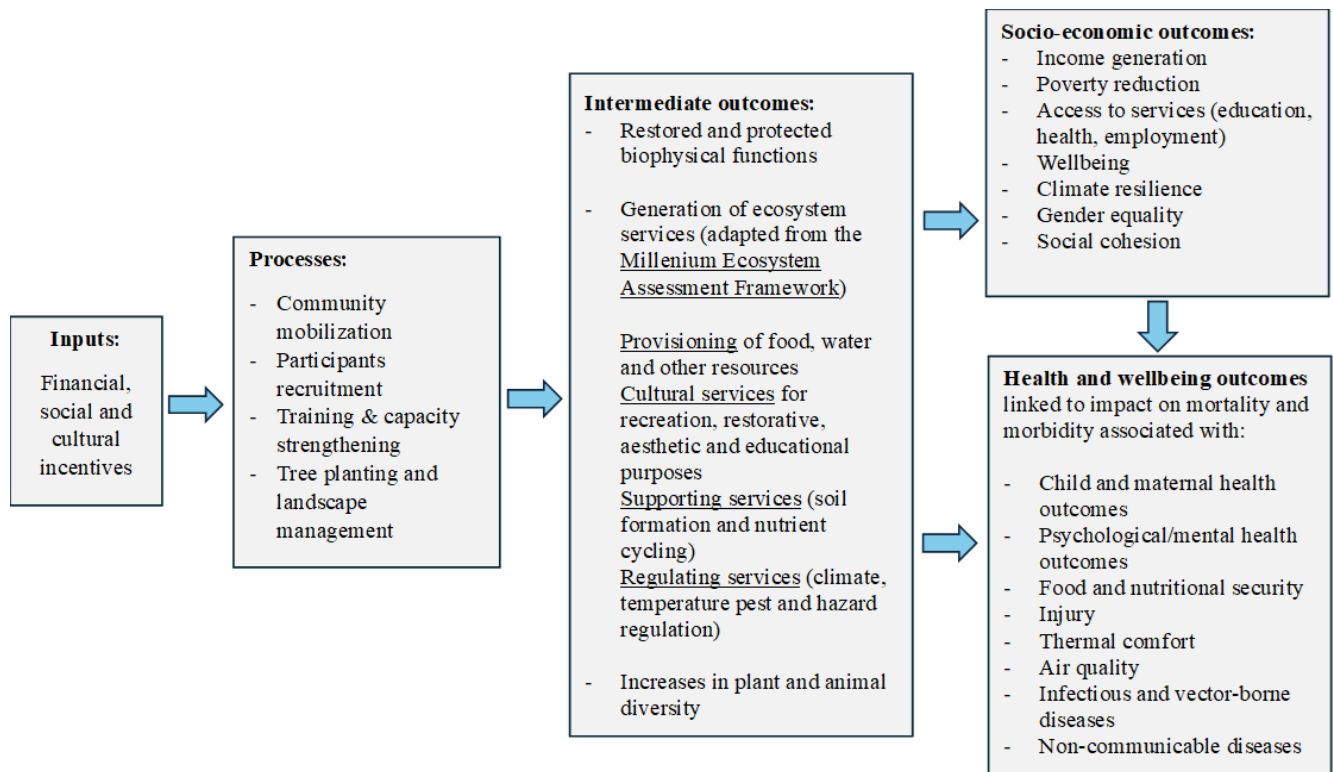 Inputs:
Financial,
social and
cultural
incentives
Processes:
- Community
mobilization
- Participants
recruitment
- Training & capacity
strengthening
- Tree planting and
landscape
management
Intermediate outcomes:
- Restored and protected
biophysical functions
- Generation of ecosystem
services (adapted from the
Millenium Ecosystem
Assessment Framework)
Provisioning of food, water
and other resources
Cultural services for
recreation, restorative,
aesthetic and educational
purposes
Supporting services (soil
formation and nutrient
cycling)
Regulating services (climate,
temperature pest and hazard
regulation)
- Increases in plant and animal
diversity
Socio-economic outcomes:
- Income generation
- Poverty reduction
- Access to services (education,
health, employment)
- Wellbeing
- Climate resilience
- Gender equality
- Social cohesion
Health and wellbeing outcomes
linked to impact on mortality and
morbidity associated with:
- Child and maternal health
outcomes
- Psychological/mental health
outcomes
- Food and nutritional security
- Injury
- Thermal comfort
- Air quality
- Infectious and vector-borne
diseases
- Non-communicable diseases